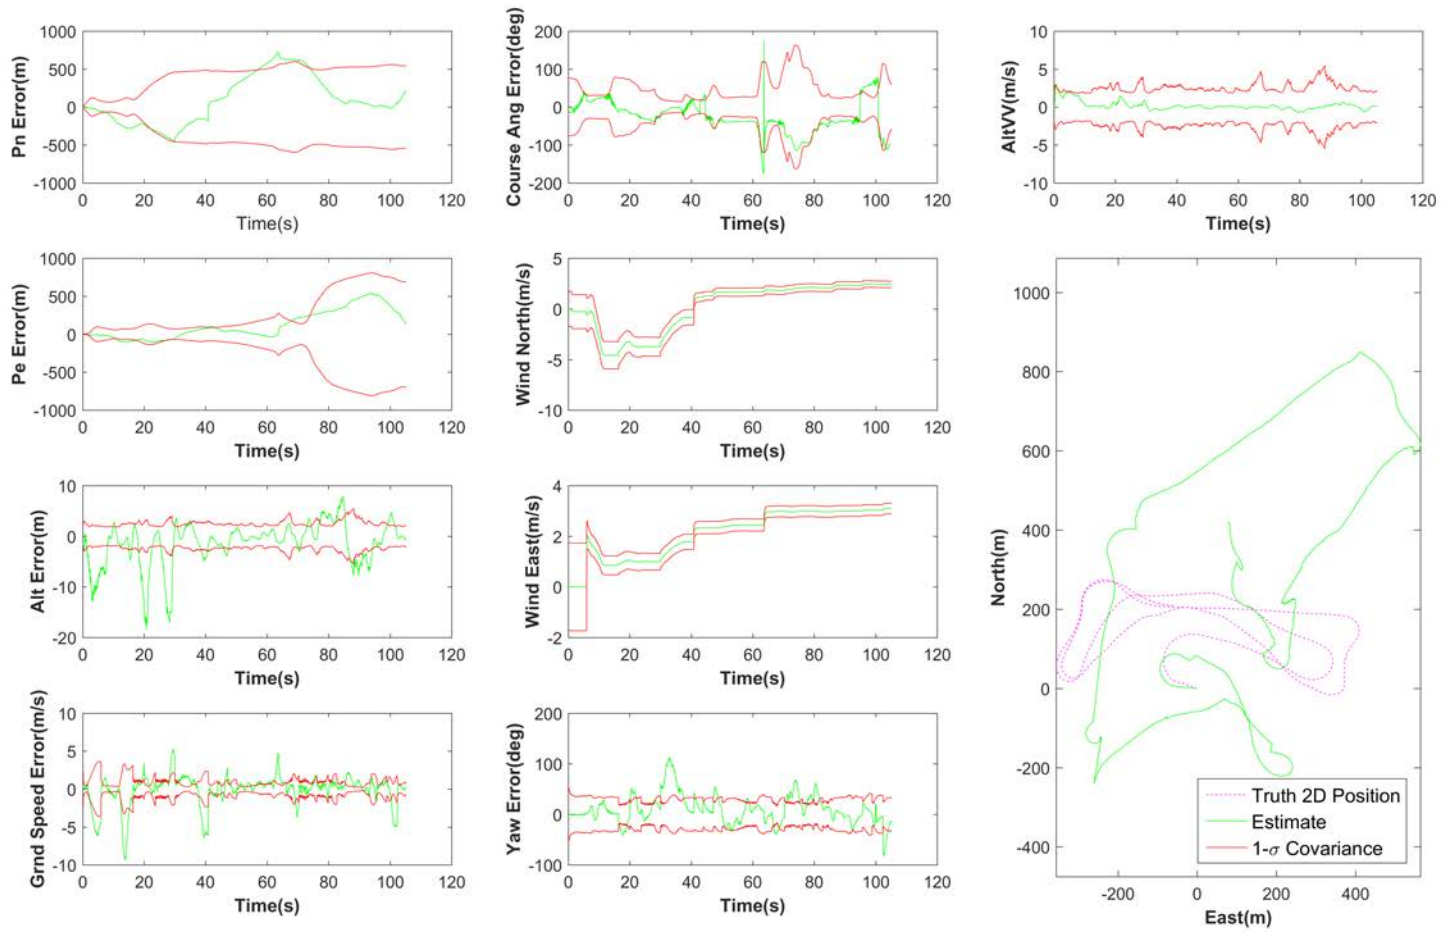 Pn Error(m)
1000
500
0
-500
-1000
0 20 40 60 80 100 120
Time(s)
Course Ang Error(deg)
200
100
0
-100
-200
0 20 40 60 80 100 120
Time(s)
AltVV(m/s)
10
5
0
-5
-10
0 20 40 60 80 100 120
Time(s)
Pe Error(m)
1000
500
0
-500
-1000
0 20 40 60 80 100 120
Time(s)
Wind North(m/s)
5
0
-5
-10
0 20 40 60 80 100 120
Time(s)
Alt Error(m)
10
0
-10
-20
0 20 40 60 80 100 120
Time(s)
Wind East(m/s)
4
2
0
-2
0 20 40 60 80 100 120
Time(s)
Grnd Speed Error(m/s)
10
5
0
-5
-10
0 20 40 60 80 100 120
Time(s)
Yaw Error(deg)
200
100
0
-100
0 20 40 60 80 100 120
Time(s)
North(m)
1000
800
600
400
200
0
-200
-400
-200 0 200 400
East(m)
Truth 2D Position
Estimate
1-σ Covariance